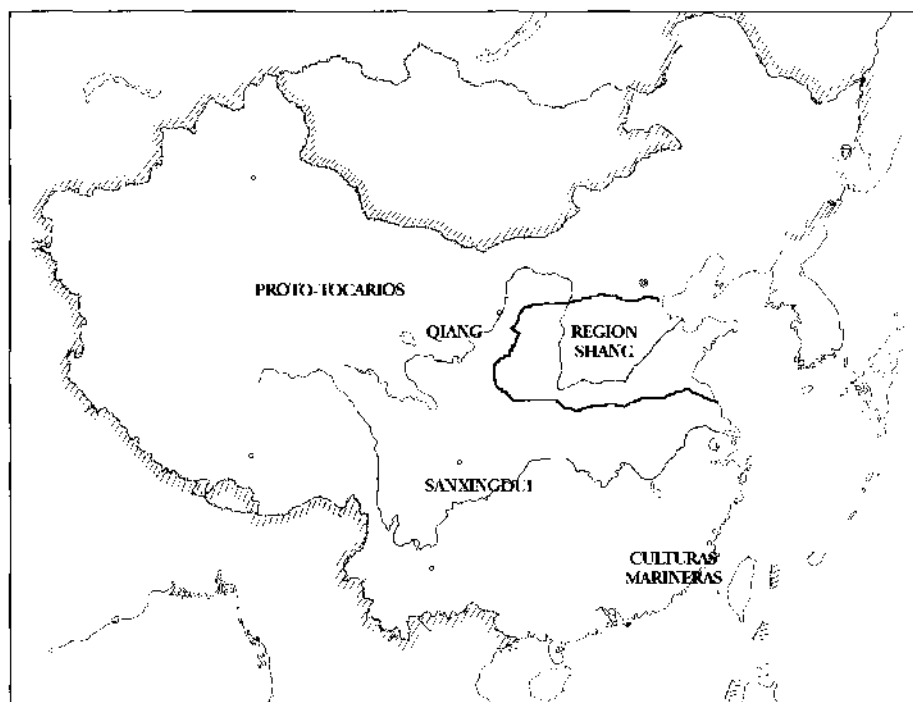 PROTO-TOCARIOS
QIANG
REGION
SHANG
SANXINGDUI
CULTURAS
MARINERAS